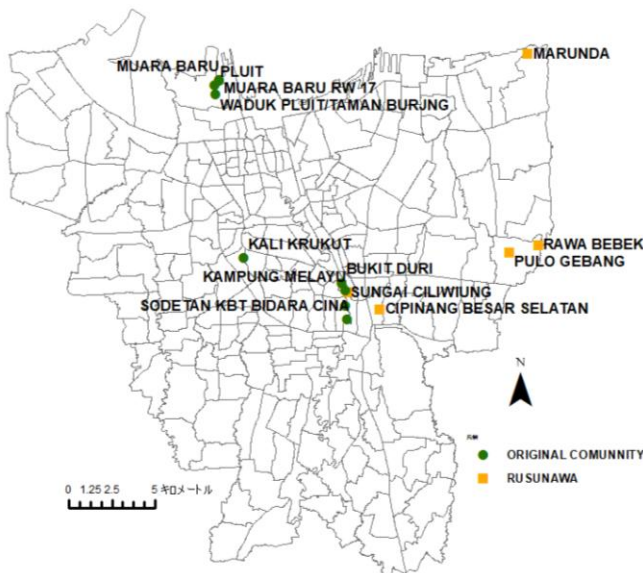 MARUNDA
MUARA BARU
PLUIT
MUARA BARU RW 17
WADUK PLUIT/TAMAN BURJNG
KALI KRUKUT
RAWA BEBEK
PULO GEBANG
KAMPUNG MELAYU
BUKIT DURI
SUNGAI CILIWIUNG
SODETAN KBT BIDARA CINA
CIPINANG BESAR SELATAN
N
ORIGINAL COMUNNITY
RUSUNAWA
0 1.25 2.5 5 キロメートル